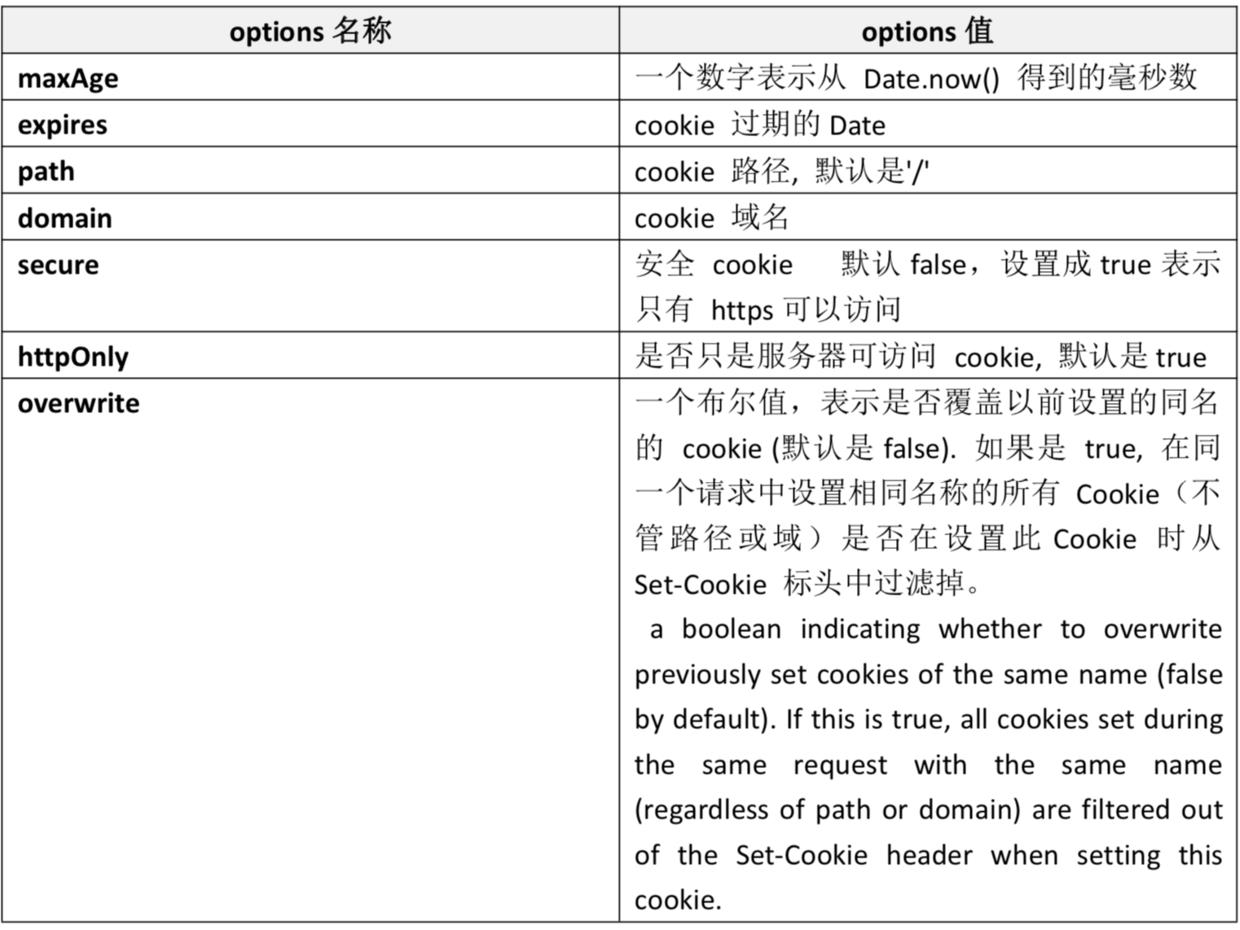 options 名称
options 值
maxAge
一个数字表示从 Date.now() 得到的毫秒数
expires
cookie 过期的 Date
path
cookie 路径, 默认是'/'
domain
cookie 域名
secure
安全 cookie 默认 false，设置成 true 表示
只有 https 可以访问
httpOnly
是否只是服务器可访问 cookie, 默认是 true
overwrite
一个布尔值，表示是否覆盖以前设置的同名
的 cookie (默认是 false). 如果是 true, 在同
一个请求中设置相同名称的所有 Cookie（不
管路径或域）是否在设置此 Cookie 时从
Set-Cookie 标头中过滤掉。
a boolean indicating whether to overwrite
previously set cookies of the same name (false
by default). If this is true, all cookies set during
the same request with the same name
(regardless of path or domain) are filtered out
of the Set-Cookie header when setting this
cookie.